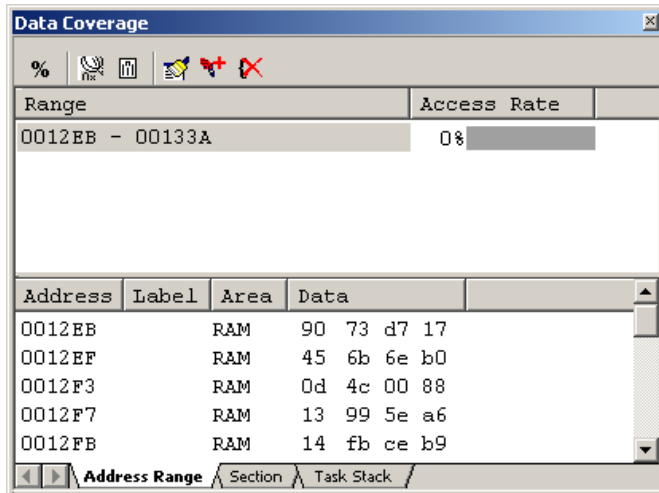 Data Coverage
%
Range Access Rate
0012EB - 00133A 0%
Address Label Area Data
0012EB RAM 90 73 d7 17
0012EF RAM 45 6b 6e b0
0012F3 RAM 0d 4c 00 88
0012F7 RAM 13 99 5e a6
0012FB RAM 14 fb ce b9
Address Range Section Task Stack